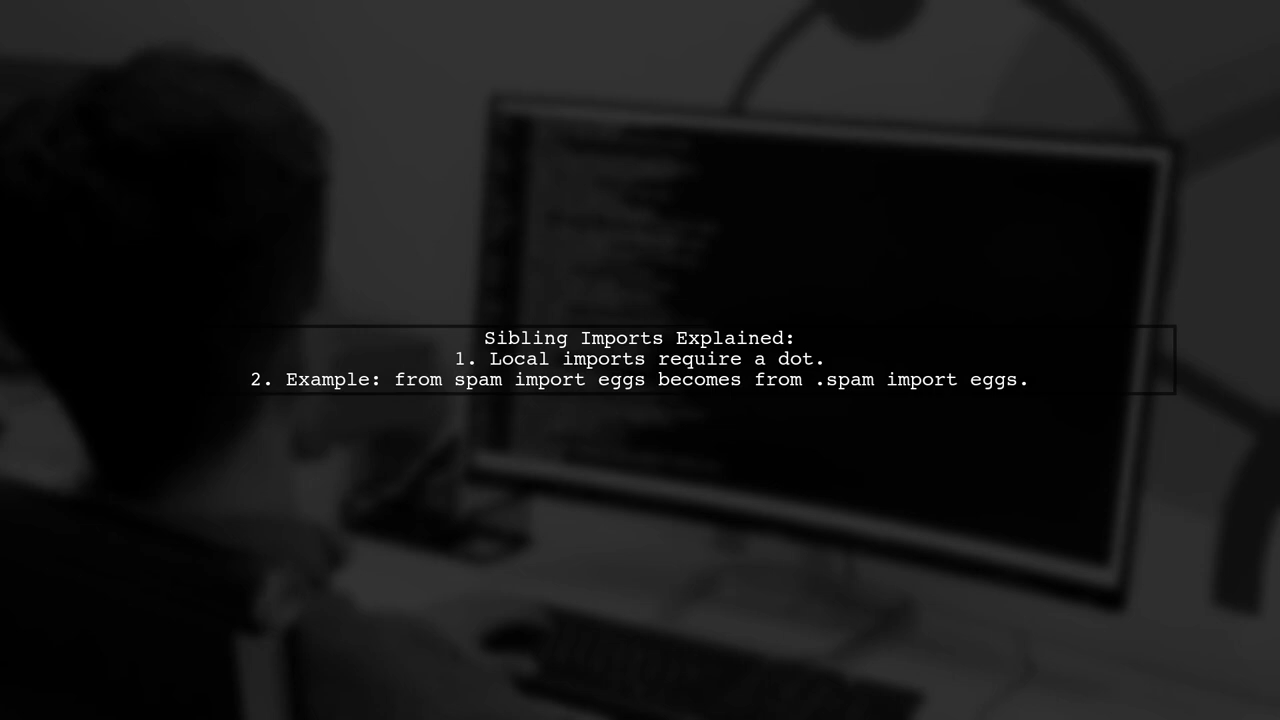 Sibling Imports Explained:
1. Local imports require a dot.
2. Example: from spam import eggs becomes from .spam import eggs.